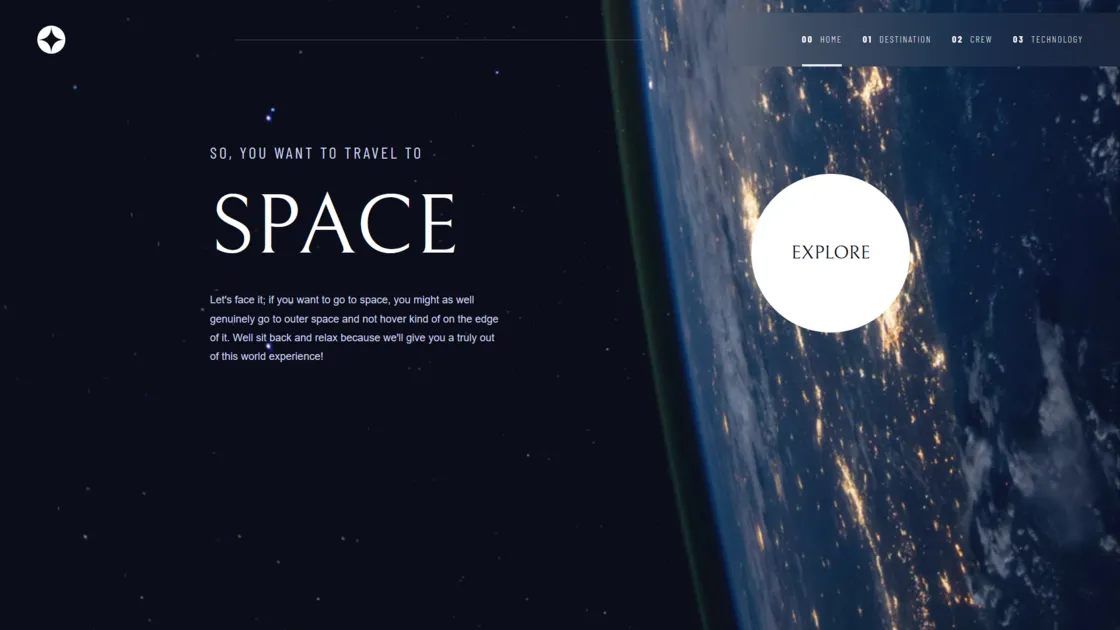 00 HOME 01 DESTINATION 02 CREW 03 TECHNOLOGY
SO, YOU WANT TO TRAVEL TO
SPACE
Let's face it; if you want to go to space, you might as well
genuinely go to outer space and not hover kind of on the edge
of it. Well sit back and relax because we'll give you a truly out
of this world experience!
EXPLORE